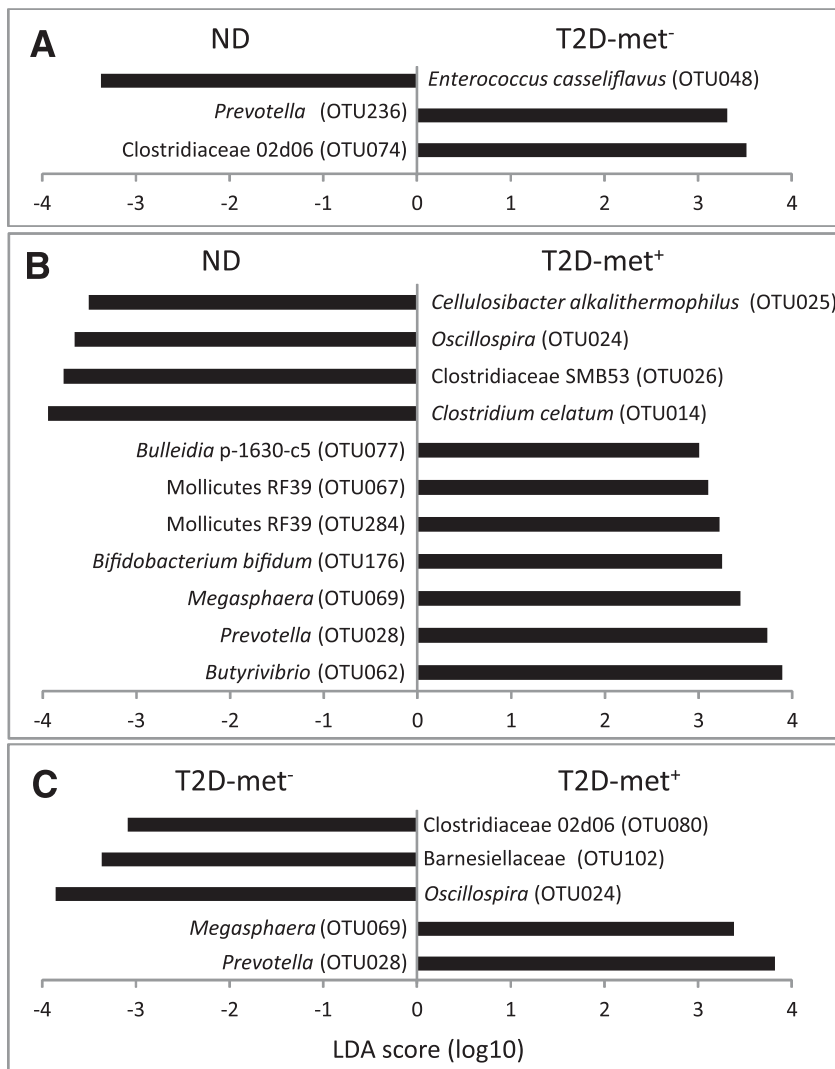 A
ND T2D-met⁻
Enterococcus casseliflavus (OTU048)
Prevotella (OTU236)
Clostridiaceae 02d06 (OTU074)
-4 -3 -2 -1 0 1 2 3 4
B
ND T2D-met⁺
Cellulosibacter alkalithermophilus (OTU025)
Oscillospira (OTU024)
Clostridiaceae SMB53 (OTU026)
Clostridium celatum (OTU014)
Bulleidia p-1630-c5 (OTU077)
Mollicutes RF39 (OTU067)
Mollicutes RF39 (OTU284)
Bifidobacterium bifidum (OTU176)
Megasphaera (OTU069)
Prevotella (OTU028)
Butyrivibrio (OTU062)
-4 -3 -2 -1 0 1 2 3 4
C
T2D-met⁻ T2D-met⁺
Clostridiaceae 02d06 (OTU080)
Barnesiellaceae (OTU102)
Oscillospira (OTU024)
Megasphaera (OTU069)
Prevotella (OTU028)
-4 -3 -2 -1 0 1 2 3 4
LDA score (log10)